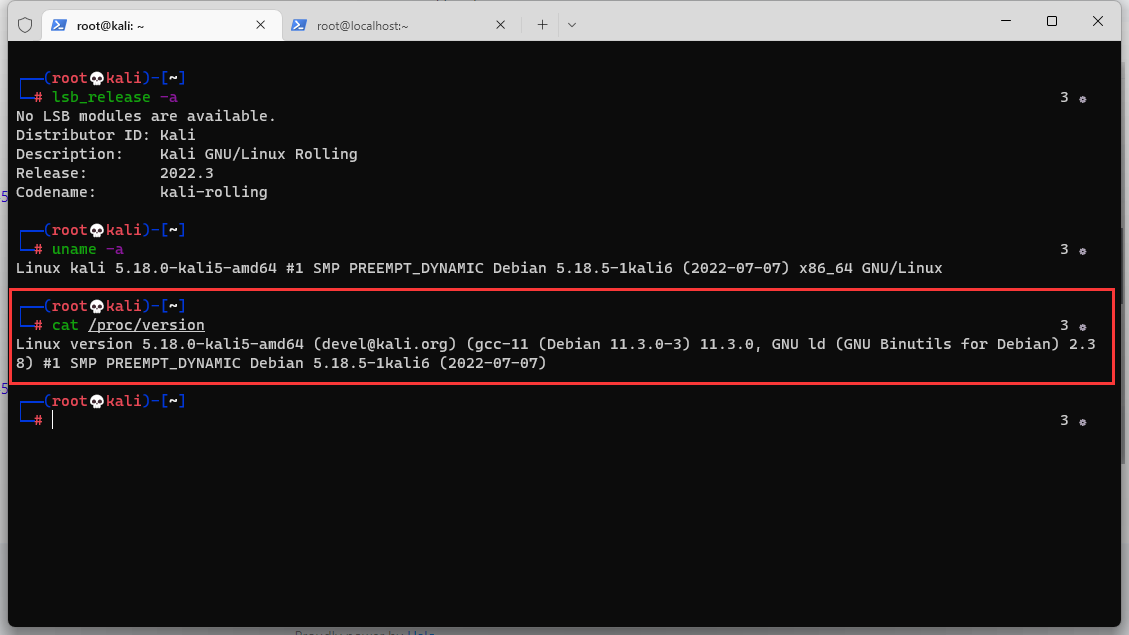 root@kali: ~
root@localhost:~
┌──(root💀kali)-[~]
└─# lsb_release -a
3
No LSB modules are available.
Distributor ID: Kali
Description:    Kali GNU/Linux Rolling
Release:        2022.3
Codename:       kali-rolling
┌──(root💀kali)-[~]
└─# uname -a
3
Linux kali 5.18.0-kali5-amd64 #1 SMP PREEMPT_DYNAMIC Debian 5.18.5-1kali6 (2022-07-07) x86_64 GNU/Linux
┌──(root💀kali)-[~]
└─# cat /proc/version
3
Linux version 5.18.0-kali5-amd64 (devel@kali.org) (gcc-11 (Debian 11.3.0-3) 11.3.0, GNU ld (GNU Binutils for Debian) 2.3
8) #1 SMP PREEMPT_DYNAMIC Debian 5.18.5-1kali6 (2022-07-07)
┌──(root💀kali)-[~]
└─#
3
5
5